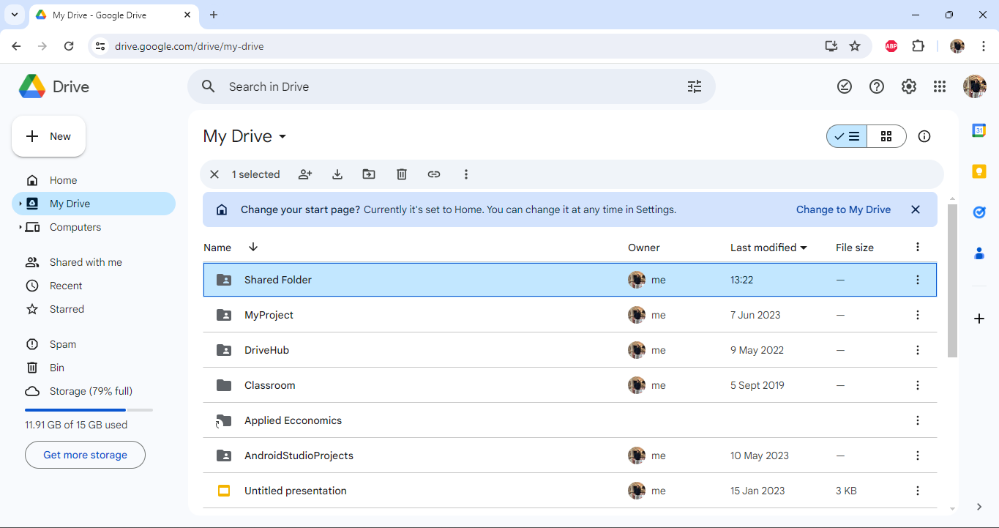 My Drive - Google Drive
drive.google.com/drive/my-drive
ABP
Drive
Search in Drive
New
Home
My Drive
Computers
Shared with me
Recent
Starred
Spam
Bin
Storage (79% full)
11.91 GB of 15 GB used
Get more storage
My Drive
1 selected
Change your start page? Currently it's set to Home. You can change it at any time in Settings. Change to My Drive
Name Owner Last modified File size
Shared Folder me 13:22 —
MyProject me 7 Jun 2023 —
DriveHub me 9 May 2022 —
Classroom me 5 Sept 2019 —
Applied Ecconomics
AndroidStudioProjects me 10 May 2023 —
Untitled presentation me 15 Jan 2023 3 KB
31